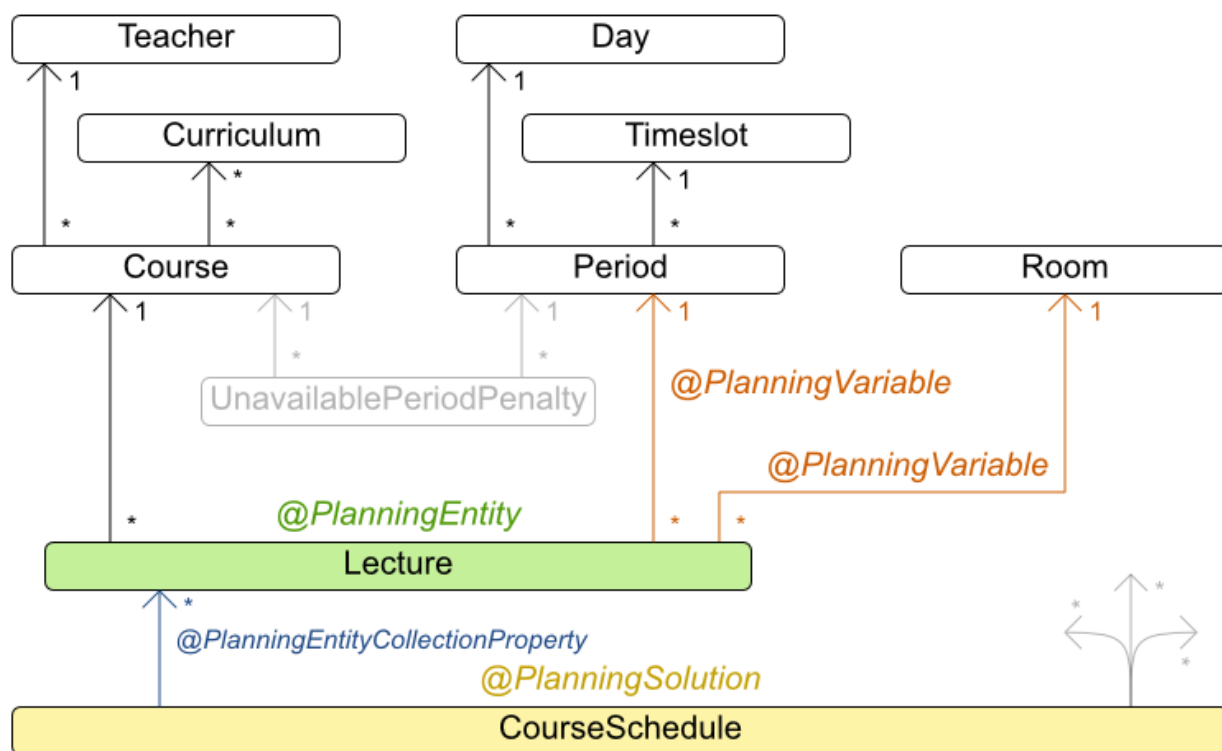 Teacher
Day
1
1
Curriculum
Timeslot
*
1
*
*
*
*
Course
Period
Room
1
1
1
1
1
*
*
UnavailablePeriodPenalty
@PlanningVariable
@PlanningVariable
@PlanningEntity
*
*
*
Lecture
*
*
*
*
@PlanningEntityCollectionProperty
@PlanningSolution
CourseSchedule